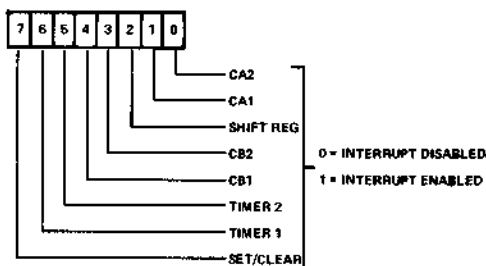 7 6 5 4 3 2 1 0
CA2
CA1
SHIFT REG
CB2
CB1
TIMER 2
TIMER 1
SET/CLEAR
0 = INTERRUPT DISABLED
1 = INTERRUPT ENABLED